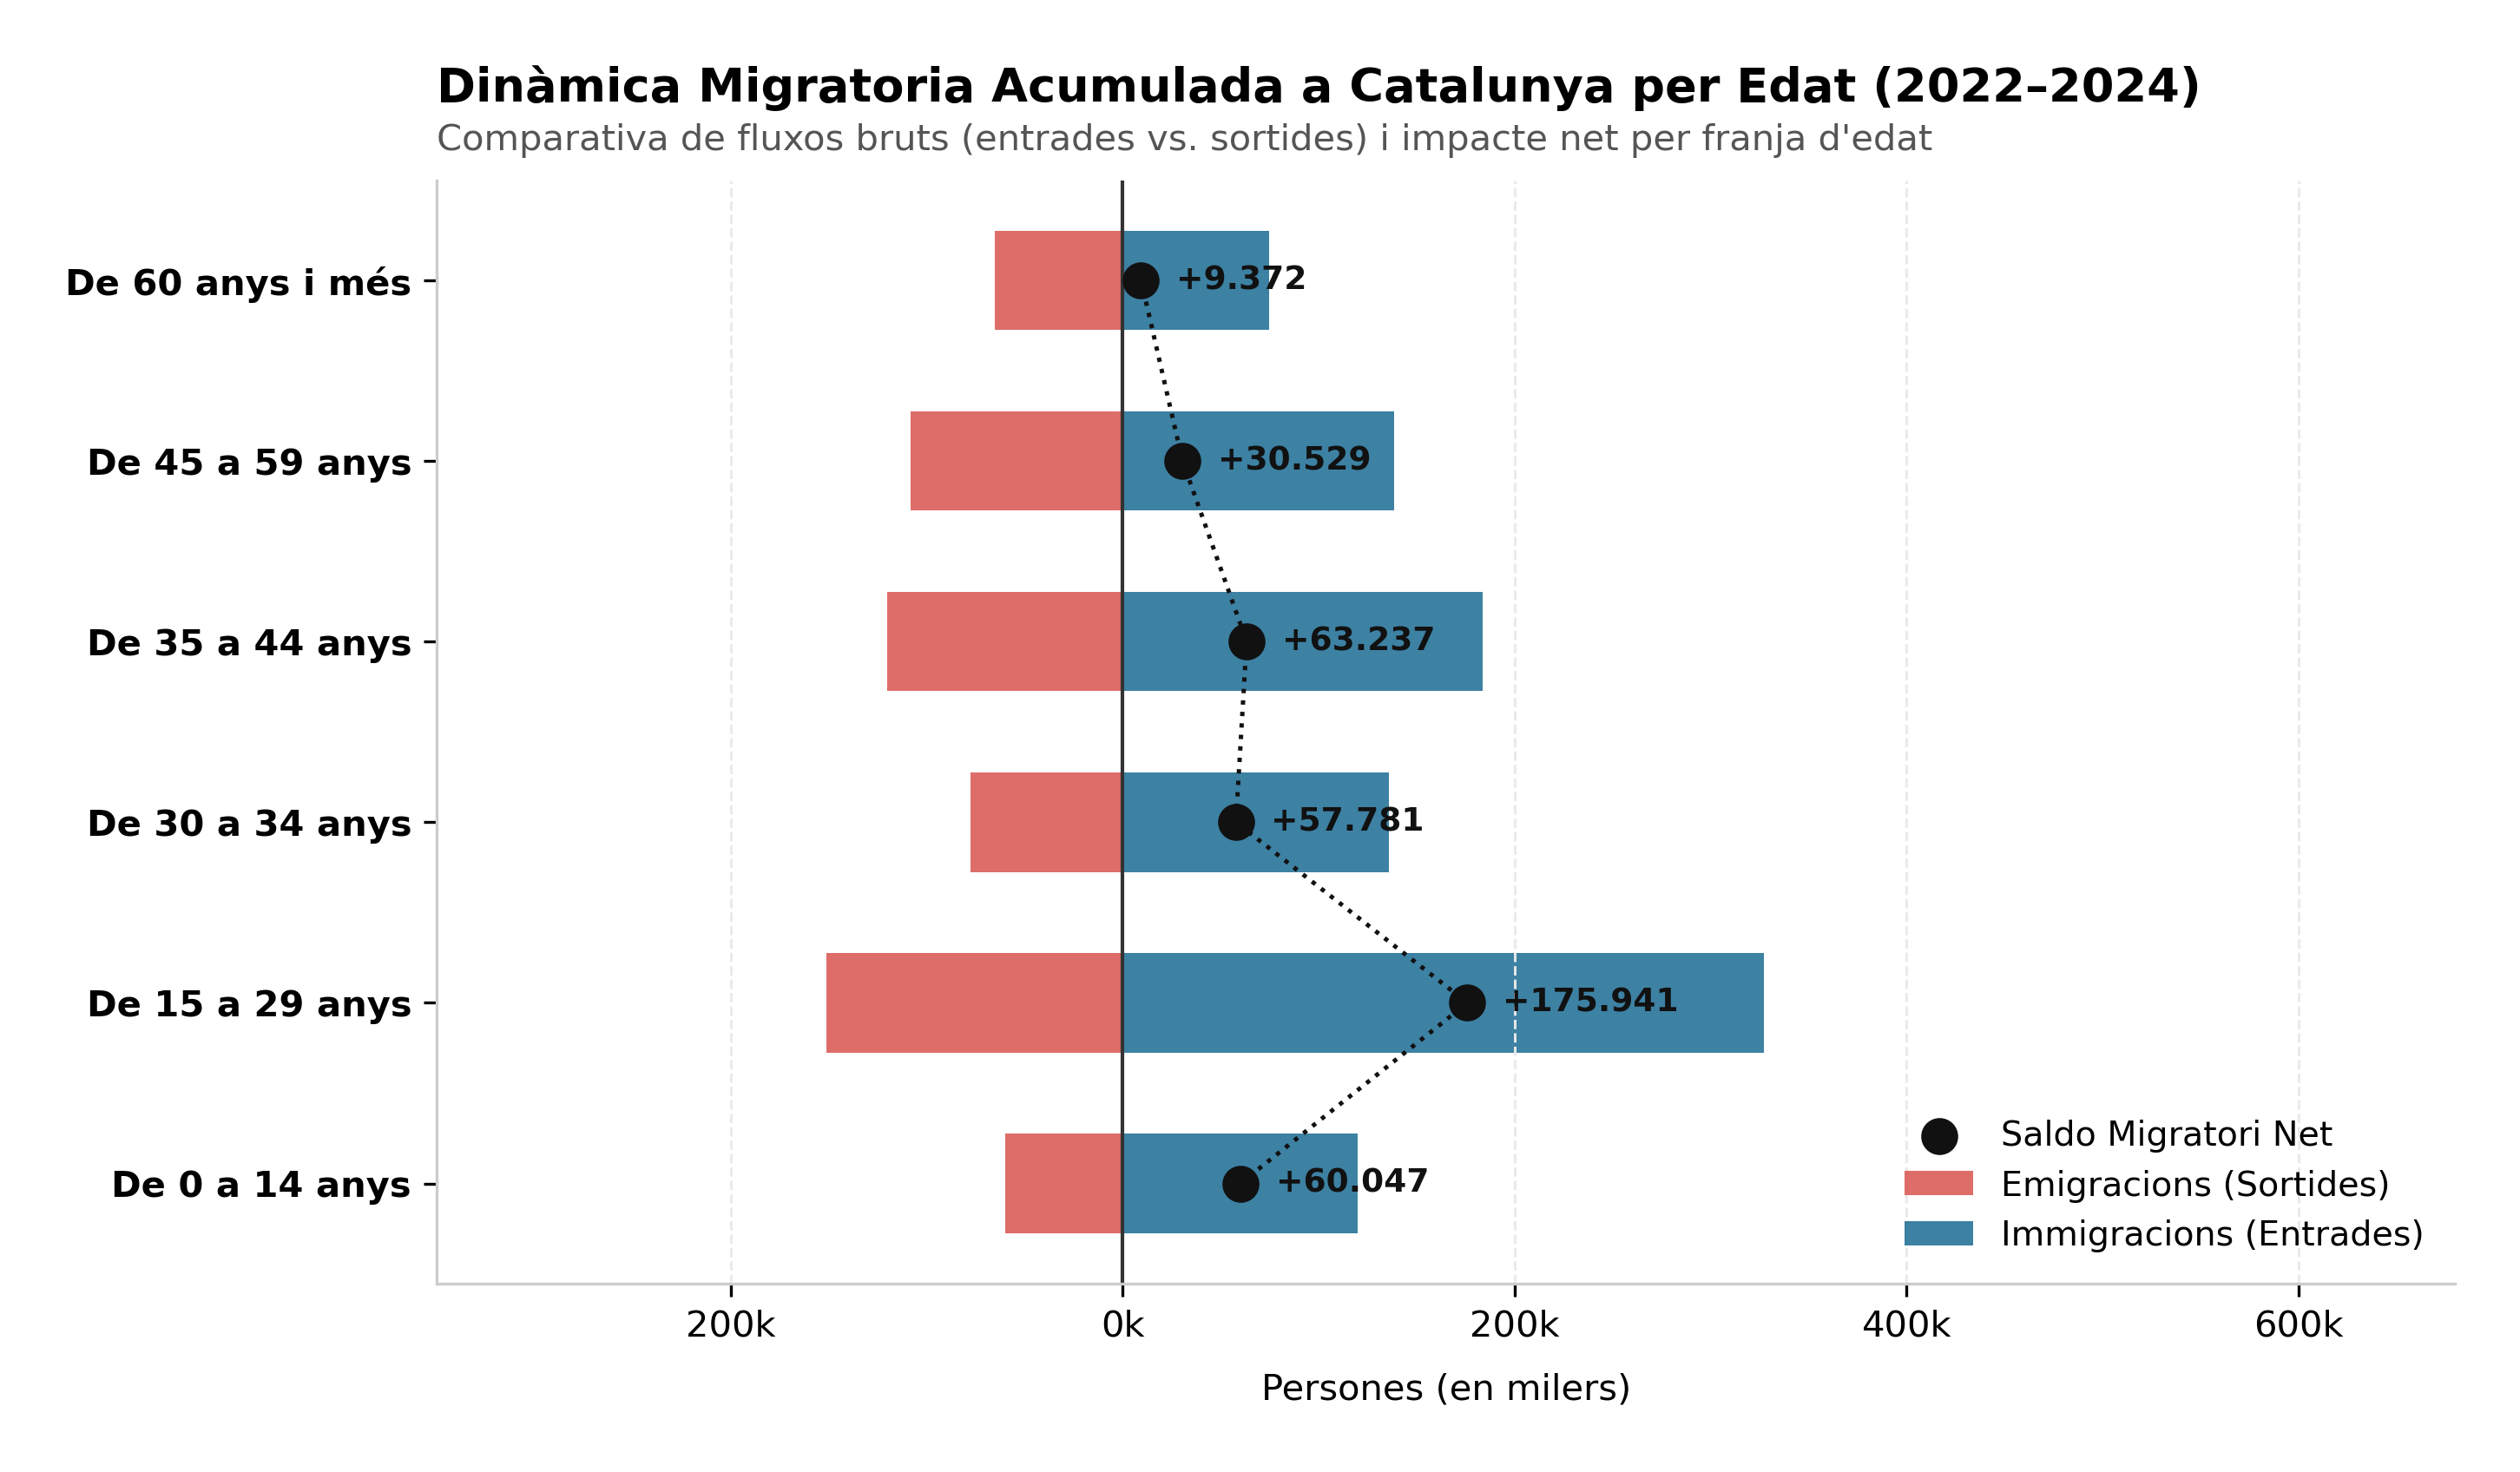 Dinàmica Migratoria Acumulada a Catalunya per Edat (2022–2024)
Comparativa de fluxos bruts (entrades vs. sortides) i impacte net per franja d'edat
De 60 anys i més
+9.372
De 45 a 59 anys
+30.529
De 35 a 44 anys
+63.237
De 30 a 34 anys
+57.781
De 15 a 29 anys
+175.941
De 0 a 14 anys
+60.047
Saldo Migratori Net
Emigracions (Sortides)
Immigracions (Entrades)
200k 0k 200k 400k 600k
Persones (en milers)